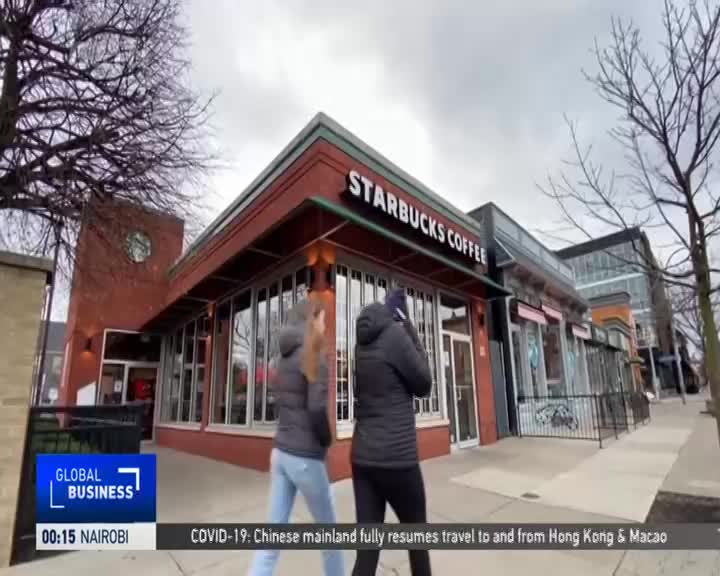 STARBUCKS COFFEE
GLOBAL
BUSINESS
00:15 NAIROBI
COVID-19: Chinese mainland fully resumes travel to and from Hong Kong & Macao